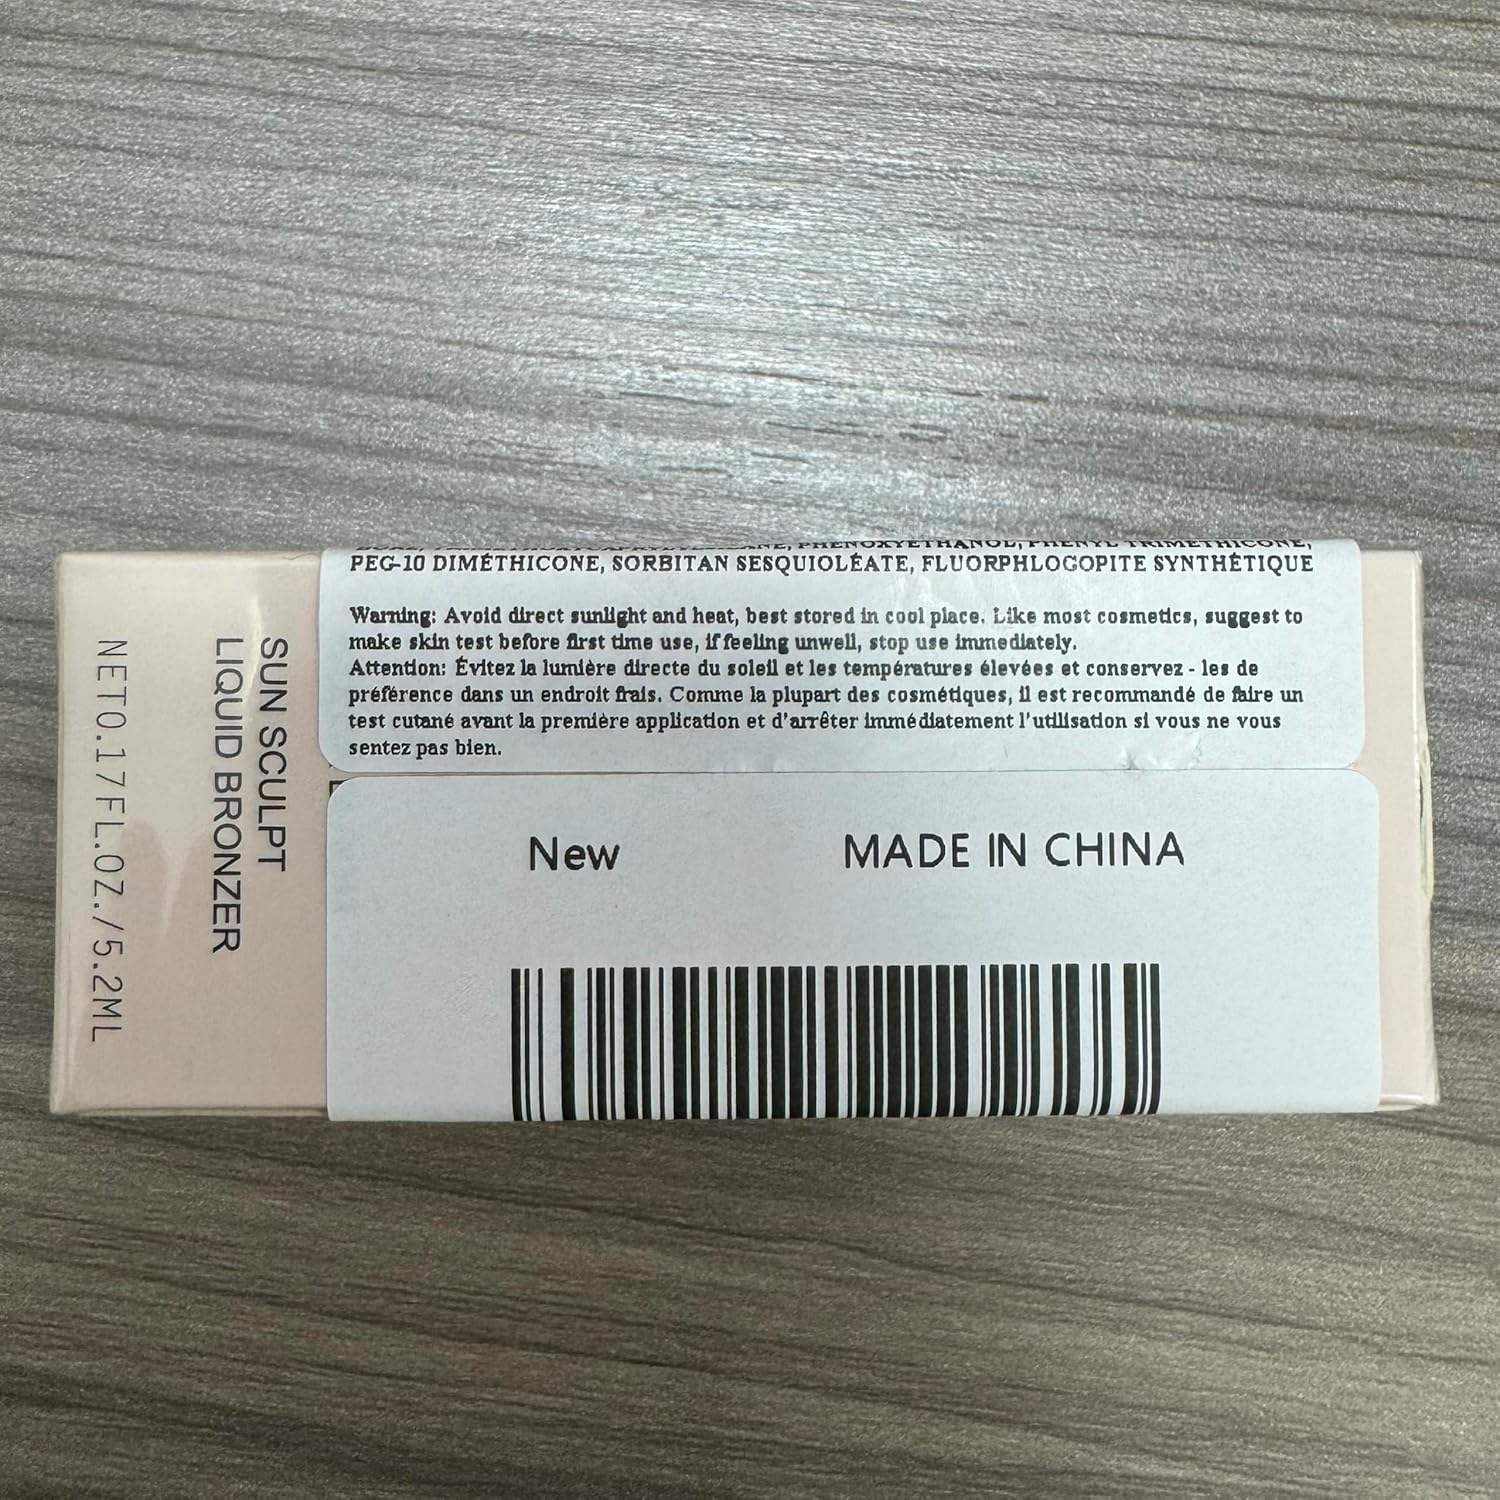 PHENOXYETHANOL, PHENYL TRIMETHICONE,
PEG-10 DIMÉTHICONE, SORBITAN SESQUIOLÉATE, FLUORPHLOGOPITE SYNTHÉTIQUE
Warning: Avoid direct sunlight and heat, best stored in cool place. Like most cosmetics, suggest to
make skin test before first time use, if feeling unwell, stop use immediately.
Attention: Évitez la lumière directe du soleil et les températures élevées et conservez - les de
préférence dans un endroit frais. Comme la plupart des cosmétiques, il est recommandé de faire un
test cutané avant la première application et d'arrêter immédiatement l'utilisation si vous ne vous
sentez pas bien.
New
MADE IN CHINA
SUN SCULPT
LIQUID BRONZER
NET0.17FL.OZ./5.2ML